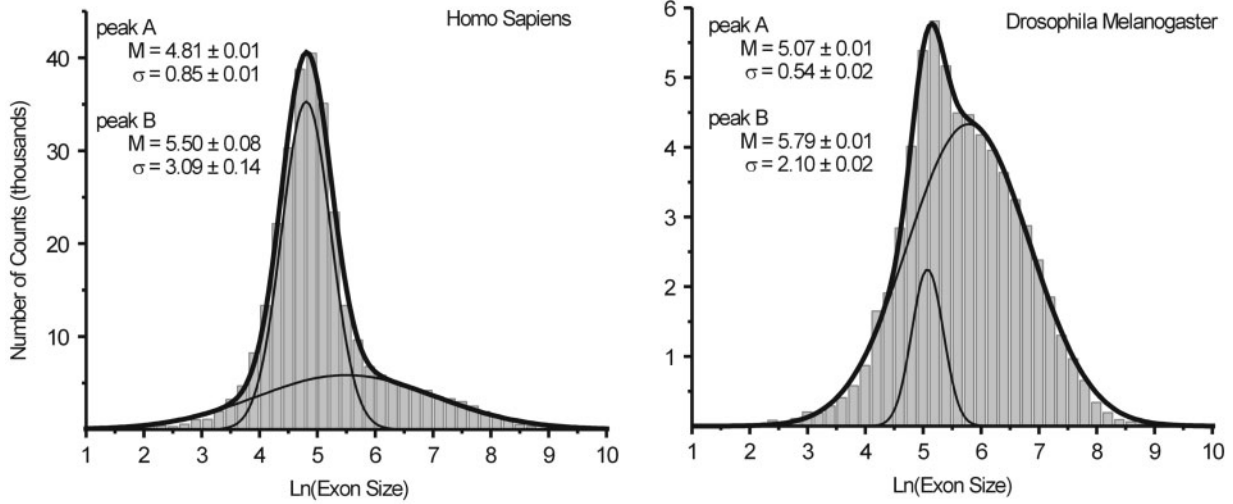 Homo Sapiens
peak A
M = 4.81 ± 0.01
σ = 0.85 ± 0.01
peak B
M = 5.50 ± 0.08
σ = 3.09 ± 0.14
Number of Counts (thousands)
40
30
20
10
1 2 3 4 5 6 7 8 9 10
Ln(Exon Size)
Drosophila Melanogaster
peak A
M = 5.07 ± 0.01
σ = 0.54 ± 0.02
peak B
M = 5.79 ± 0.01
σ = 2.10 ± 0.02
6
5
4
3
2
1
1 2 3 4 5 6 7 8 9 10
Ln(Exon Size)